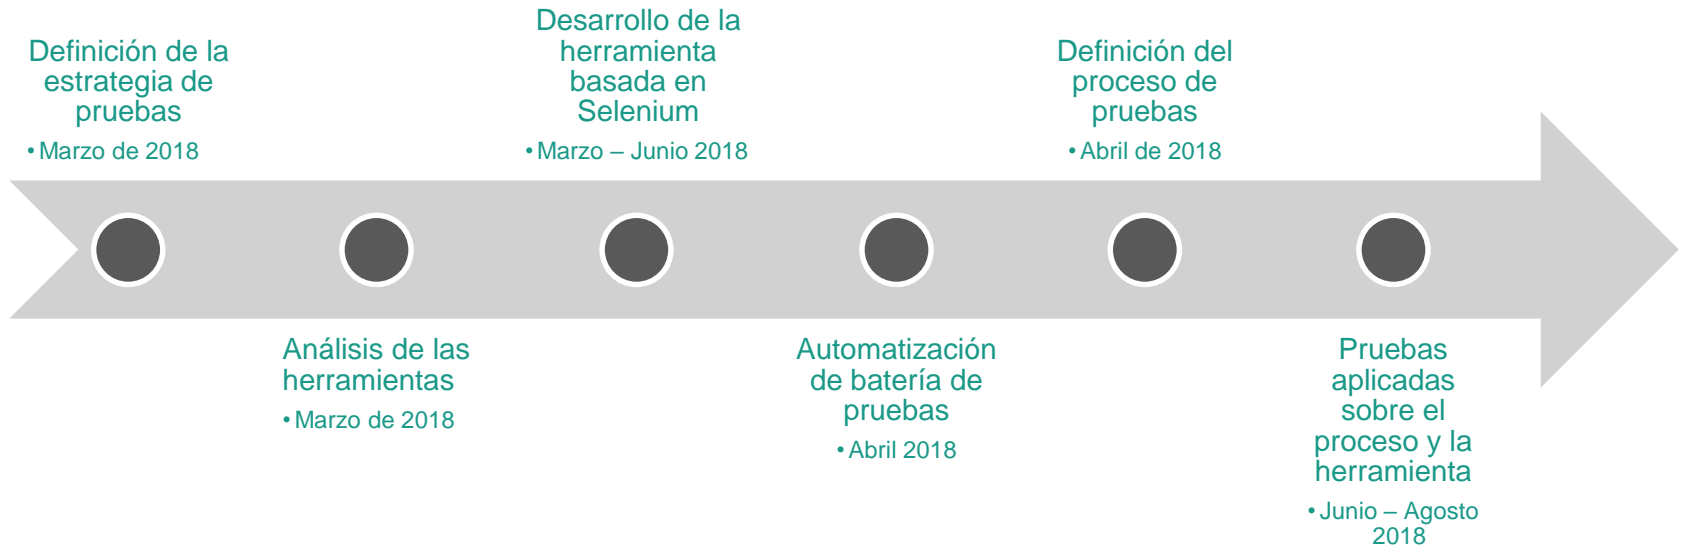 Definición de la
estrategia de
pruebas
• Marzo de 2018
Análisis de las
herramientas
• Marzo de 2018
Desarrollo de la
herramienta
basada en
Selenium
• Marzo – Junio 2018
Automatización
de batería de
pruebas
• Abril 2018
Definición del
proceso de
pruebas
• Abril de 2018
Pruebas
aplicadas
sobre el
proceso y la
herramienta
• Junio – Agosto
2018